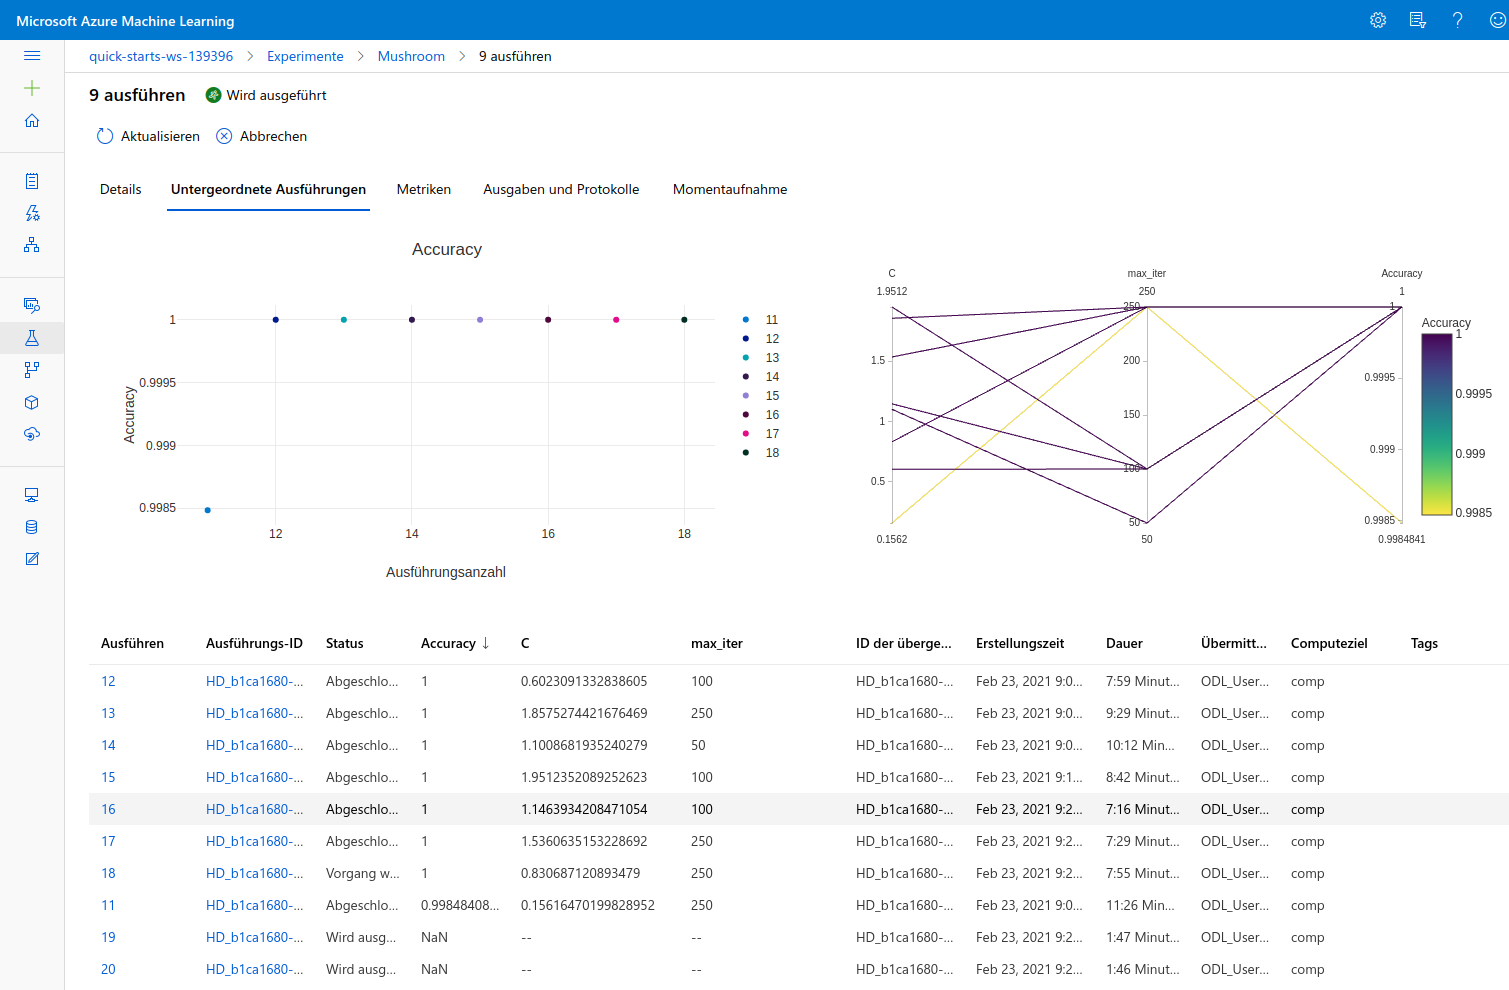 Microsoft Azure Machine Learning
quick-starts-ws-139396 > Experimente > Mushroom > 9 ausführen
9 ausführen Wird ausgeführt
Aktualisieren Abbrechen
Details Untergeordnete Ausführungen Metriken Ausgaben und Protokolle Momentaufnahme
Accuracy
1
0.9995
0.999
0.9985
Accuracy
12 14 16 18
Ausführungsanzahl
11
12
13
14
15
16
17
18
C max_iter Accuracy
1.9512 250 1
1.5
1
0.5
0.1562
250
200
150
100
50
50
1
0.9995
0.999
0.9985
0.9984841
Accuracy
1
0.9995
0.999
0.9985
Ausführen Ausführungs-ID Status Accuracy ↓ C max_iter ID der überge... Erstellungszeit Dauer Übermitt... Computeziel Tags
12 HD_b1ca1680-... Abgeschlo... 1 0.6023091332838605 100 HD_b1ca1680-... Feb 23, 2021 9:0... 7:59 Minut... ODL_User... comp
13 HD_b1ca1680-... Abgeschlo... 1 1.8575274421676469 250 HD_b1ca1680-... Feb 23, 2021 9:0... 9:29 Minut... ODL_User... comp
14 HD_b1ca1680-... Abgeschlo... 1 1.1008681935240279 50 HD_b1ca1680-... Feb 23, 2021 9:0... 10:12 Min... ODL_User... comp
15 HD_b1ca1680-... Abgeschlo... 1 1.9512352089252623 100 HD_b1ca1680-... Feb 23, 2021 9:1... 8:42 Minut... ODL_User... comp
16 HD_b1ca1680-... Abgeschlo... 1 1.1463934208471054 100 HD_b1ca1680-... Feb 23, 2021 9:2... 7:16 Minut... ODL_User... comp
17 HD_b1ca1680-... Abgeschlo... 1 1.5360635153228692 250 HD_b1ca1680-... Feb 23, 2021 9:2... 7:29 Minut... ODL_User... comp
18 HD_b1ca1680-... Vorgang w... 1 0.830687120893479 250 HD_b1ca1680-... Feb 23, 2021 9:2... 7:55 Minut... ODL_User... comp
11 HD_b1ca1680-... Abgeschlo... 0.99848408... 0.15616470199828952 250 HD_b1ca1680-... Feb 23, 2021 9:0... 11:26 Min... ODL_User... comp
19 HD_b1ca1680-... Wird ausg... NaN -- -- HD_b1ca1680-... Feb 23, 2021 9:2... 1:47 Minut... ODL_User... comp
20 HD_b1ca1680-... Wird ausg... NaN -- -- HD_b1ca1680-... Feb 23, 2021 9:2... 1:46 Minut... ODL_User... comp